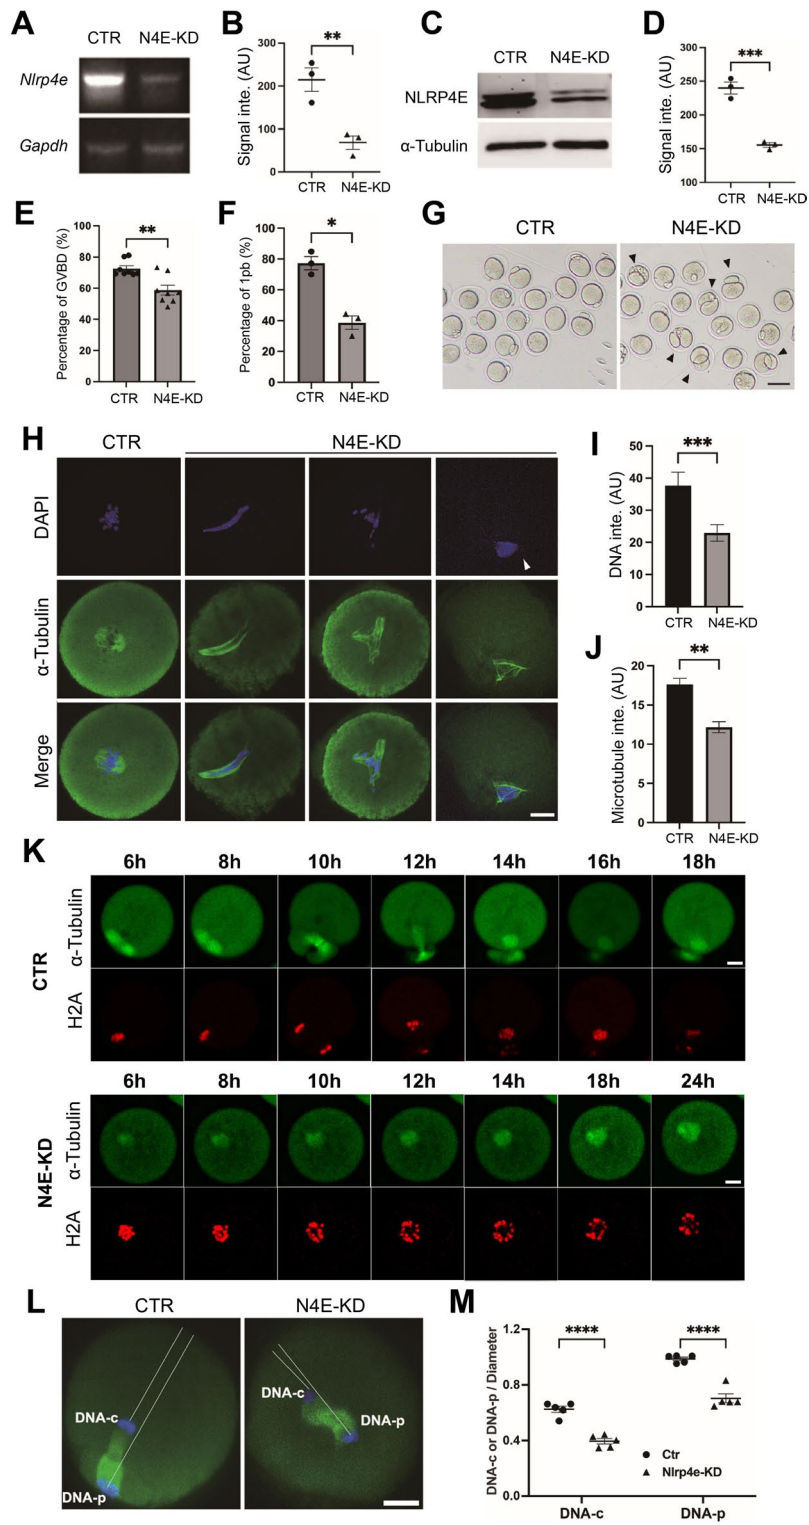 A
CTR N4E-KD
Nlrp4e
Gapdh
B
**
Signal inte. (AU)
300
200
100
0
CTR N4E-KD
C
CTR N4E-KD
NLRP4E
α-Tubulin
D
***
Signal inte. (AU)
300
250
200
150
100
CTR N4E-KD
E
**
Percentage of GVBD (%)
100
80
60
40
20
0
CTR N4E-KD
F
*
Percentage of 1pb (%)
100
80
60
40
20
0
CTR N4E-KD
G
CTR N4E-KD
H
CTR N4E-KD
DAPI
α-Tubulin
Merge
I
***
DNA inte. (AU)
50
40
30
20
10
0
CTR N4E-KD
J
**
Microtubule inte. (AU)
20
15
10
5
0
CTR N4E-KD
K
6h 8h 10h 12h 14h 16h 18h
CTR
α-Tubulin
H2A
6h 8h 10h 12h 14h 18h 24h
N4E-KD
α-Tubulin
H2A
L
CTR N4E-KD
DNA-c
DNA-p
DNA-c
DNA-p
M
**** ****
DNA-c or DNA-p / Diameter
1.2
0.8
0.4
0.0
Ctr
Nlrp4e-KD
DNA-c DNA-p